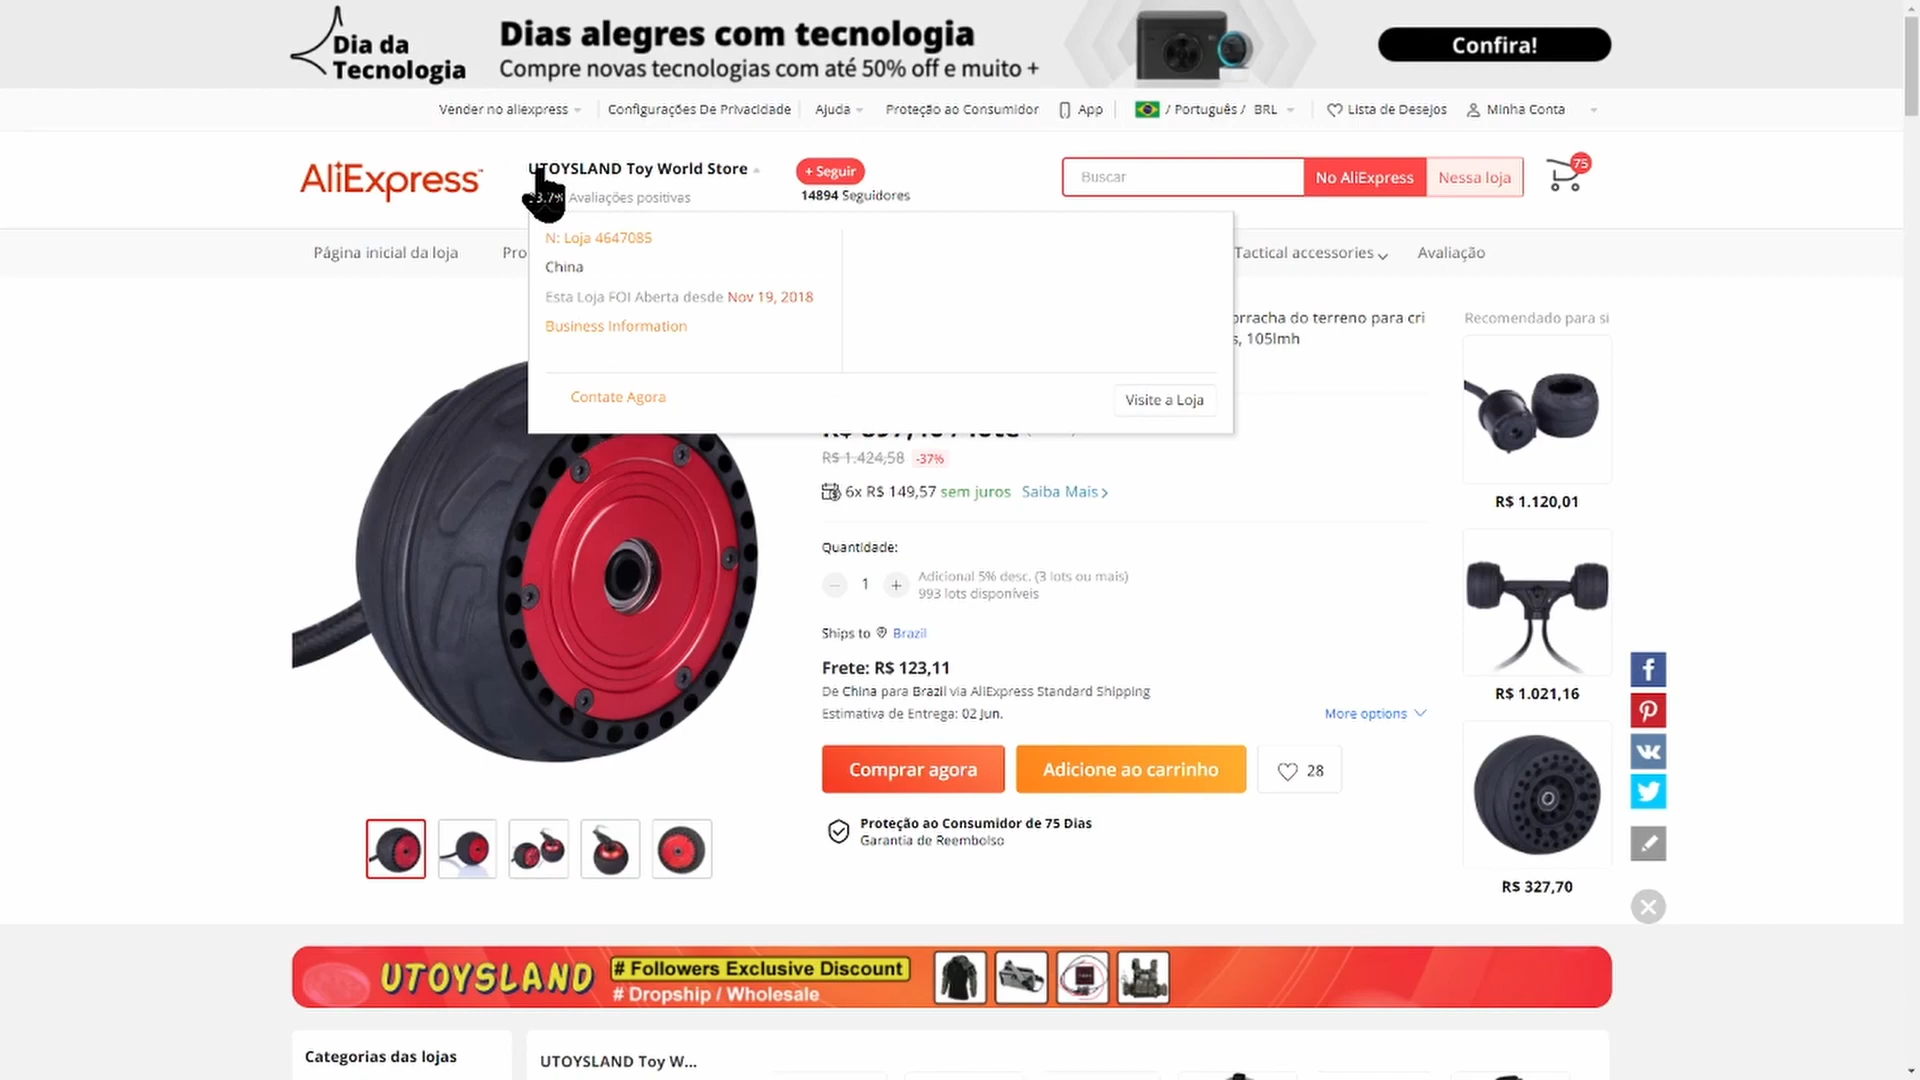 Dia da
Tecnologia
Dias alegres com tecnologia
Compre novas tecnologias com até 50% off e muito +
Confira!
Vender no aliexpress
Configurações De Privacidade
Ajuda
Proteção ao Consumidor
App
/ Português / BRL
Lista de Desejos
Minha Conta
AliExpress
UTOYSLAND Toy World Store
+ Seguir
Avaliações positivas
14894 Seguidores
Buscar
No AliExpress
Nessa loja
75
Página inicial da loja
Pro
Tactical accessories
Avaliação
N: Loja 4647085
China
Esta Loja FOI Aberta desde Nov 19, 2018
Business Information
Contate Agora
Visite a Loja
orracha do terreno para cri
s, 105lmh
R$ 1.424,58 -37%
6x R$ 149,57 sem juros Saiba Mais
Quantidade:
1
Adicional 5% desc. (3 lots ou mais)
993 lots disponíveis
Ships to Brazil
Frete: R$ 123,11
De China para Brazil via AliExpress Standard Shipping
Estimativa de Entrega: 02 Jun.
More options
Comprar agora
Adicione ao carrinho
28
Proteção ao Consumidor de 75 Dias
Garantia de Reembolso
Recomendado para si
R$ 1.120,01
R$ 1.021,16
R$ 327,70
UTOYSLAND
# Followers Exclusive Discount
# Dropship / Wholesale
Categorias das lojas
UTOYSLAND Toy W...